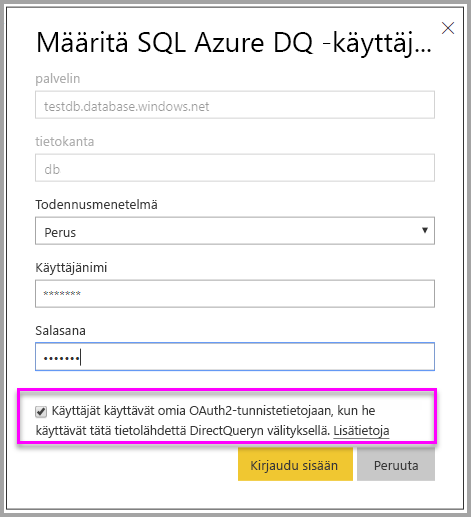 Määritä SQL Azure DQ -käyttäj...
palvelin
testdb.database.windows.net
tietokanta
db
Todennusmenetelmä
Perus
Käyttäjänimi
*******
Salasana
•••••••
Käyttäjät käyttävät omia OAuth2-tunnistetietojaan, kun he
käyttävät tätä tietolähdettä DirectQueryn välityksellä. Lisätietoja
Kirjaudu sisään Peruuta